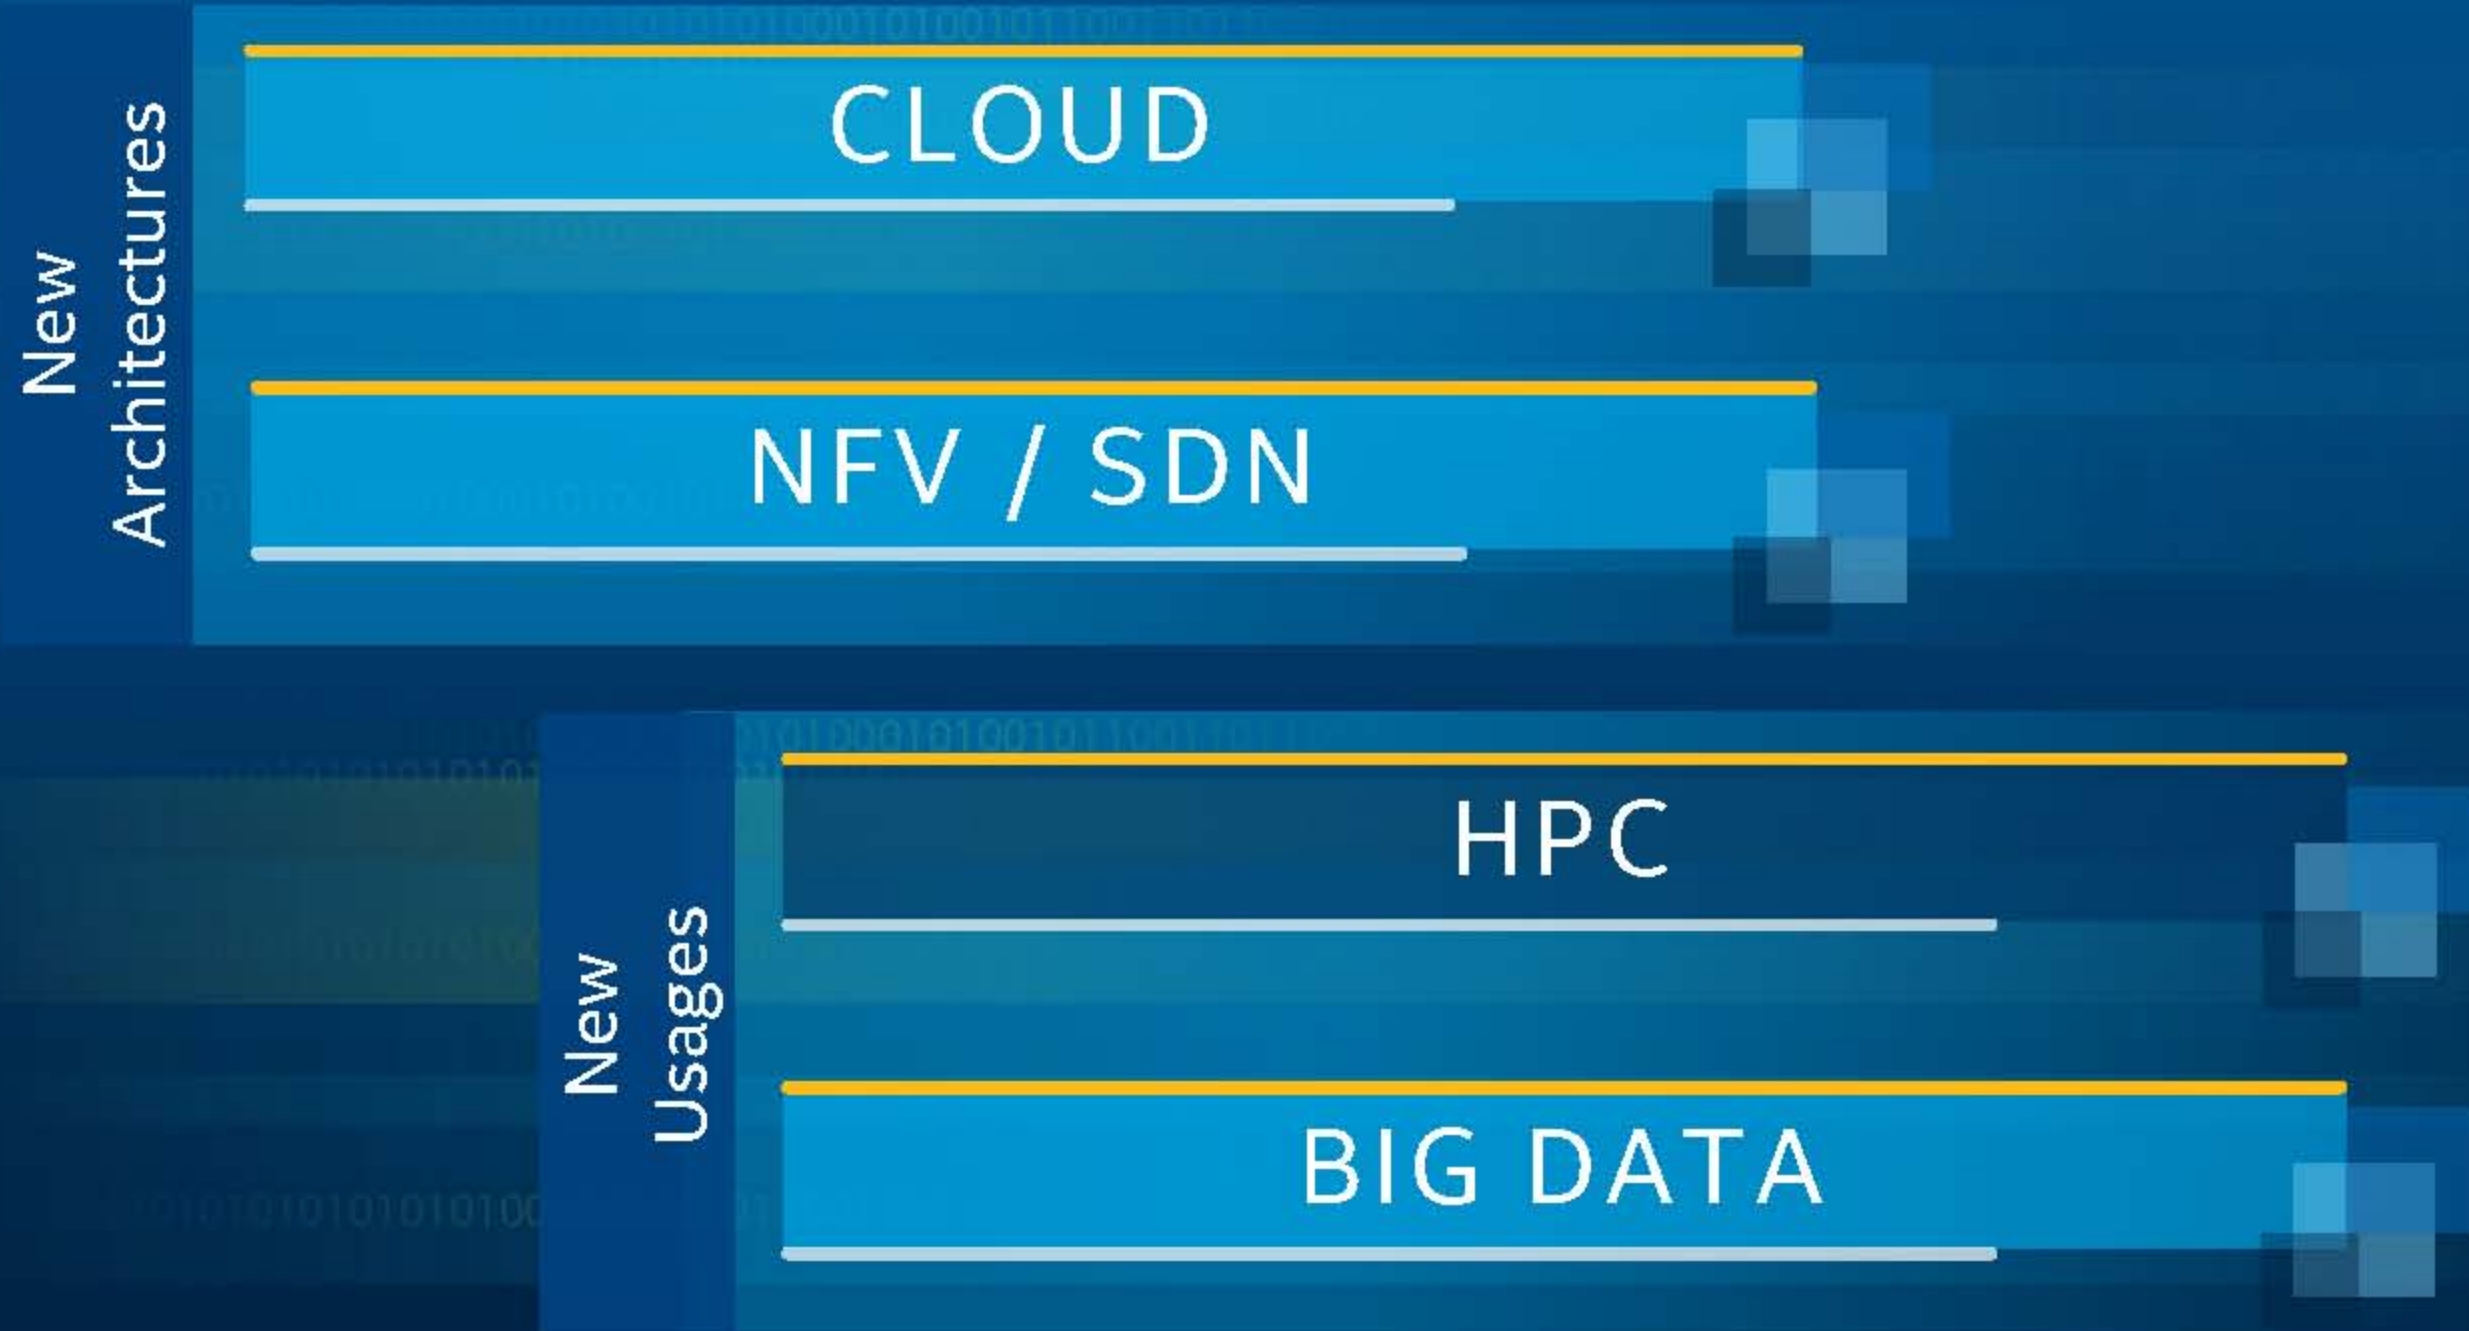 New
Architectures
CLOUD
NFV / SDN
New
Usages
HPC
BIG DATA